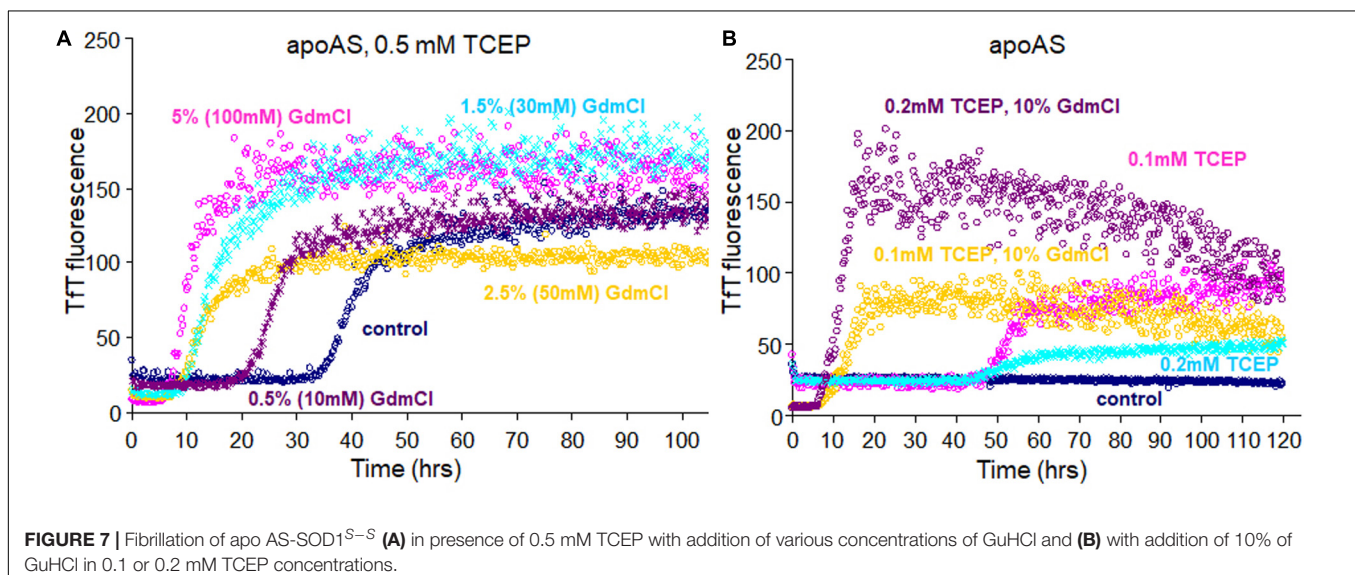 A
apoAS, 0.5 mM TCEP
250
200
150
100
50
0
TfT fluorescence
5% (100mM) GdmCl
1.5% (30mM) GdmCl
2.5% (50mM) GdmCl
control
0.5% (10mM) GdmCl
0 10 20 30 40 50 60 70 80 90 100
Time (hrs)
B
apoAS
250
200
150
100
50
0
TfT fluorescence
0.2mM TCEP, 10% GdmCl
0.1mM TCEP
0.1mM TCEP, 10% GdmCl
0.2mM TCEP
control
0 10 20 30 40 50 60 70 80 90 100 110 120
Time (hrs)
FIGURE 7 | Fibrillation of apo AS-SOD1S−S (A) in presence of 0.5 mM TCEP with addition of various concentrations of GuHCl and (B) with addition of 10% of
GuHCl in 0.1 or 0.2 mM TCEP concentrations.